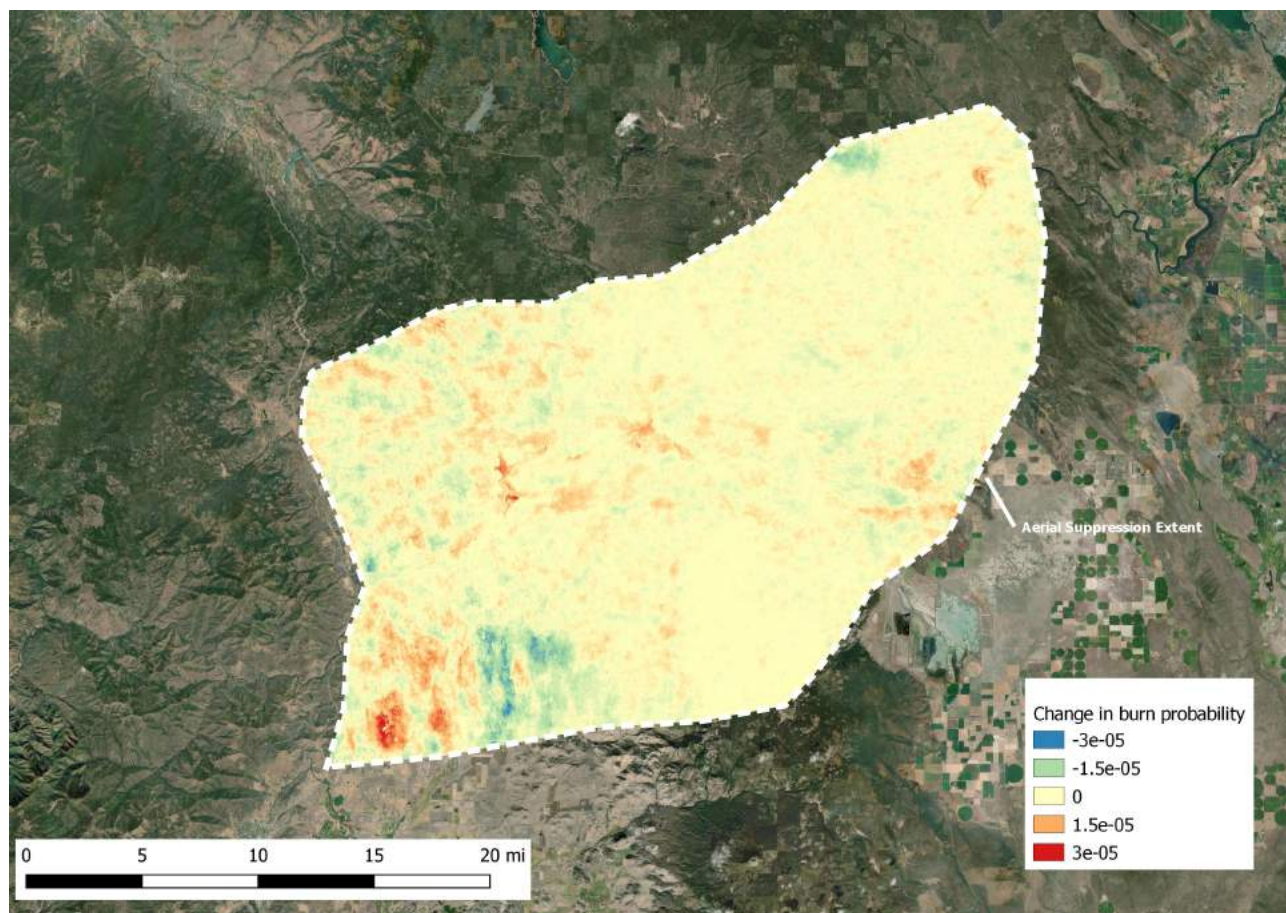 Aerial Suppression Extent
Change in burn probability
-3e-05
-1.5e-05
0
1.5e-05
3e-05
0 5 10 15 20 mi